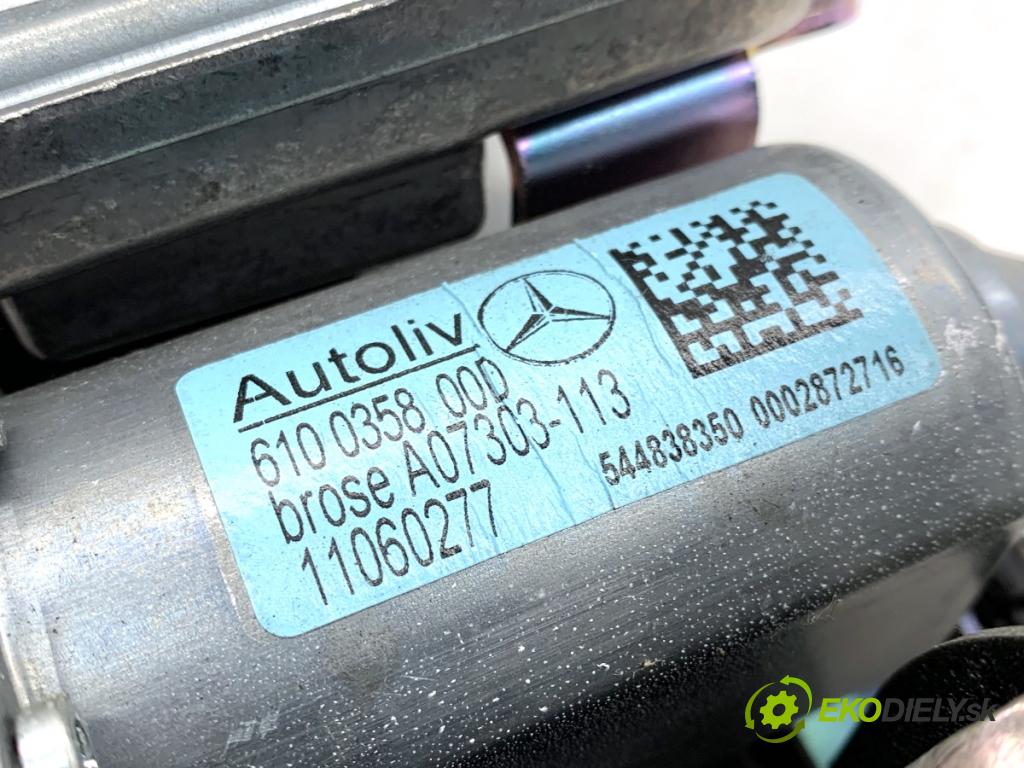 Autoliv
610 0358 00D
brose A07303-113
11060277
544838350 0002872716
EKODIELY.sk